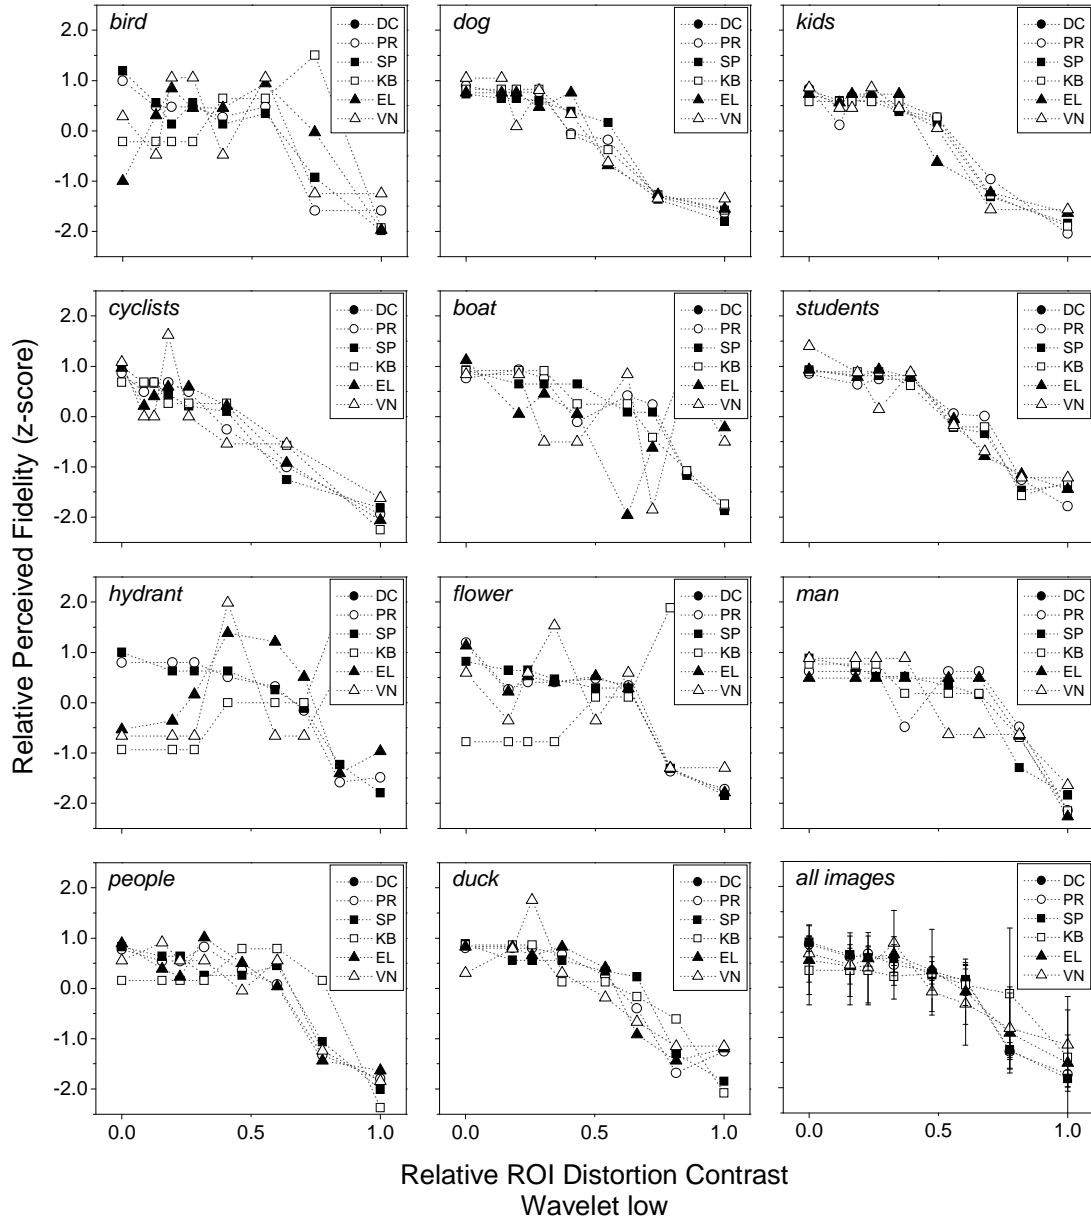 bird
DC
PR
SP
KB
EL
VN
2.0
1.0
0.0
-1.0
-2.0
dog
DC
PR
SP
KB
EL
VN
kids
DC
PR
SP
KB
EL
VN
cyclists
DC
PR
SP
KB
EL
VN
2.0
1.0
0.0
-1.0
-2.0
boat
DC
PR
SP
KB
EL
VN
students
DC
PR
SP
KB
EL
VN
Relative Perceived Fidelity (z-score)
hydrant
DC
PR
SP
KB
EL
VN
2.0
1.0
0.0
-1.0
-2.0
flower
DC
PR
SP
KB
EL
VN
man
DC
PR
SP
KB
EL
VN
people
DC
PR
SP
KB
EL
VN
2.0
1.0
0.0
-1.0
-2.0
0.0 0.5 1.0
duck
DC
PR
SP
KB
EL
VN
0.0 0.5 1.0
all images
DC
PR
SP
KB
EL
VN
0.0 0.5 1.0
Relative ROI Distortion Contrast
Wavelet low